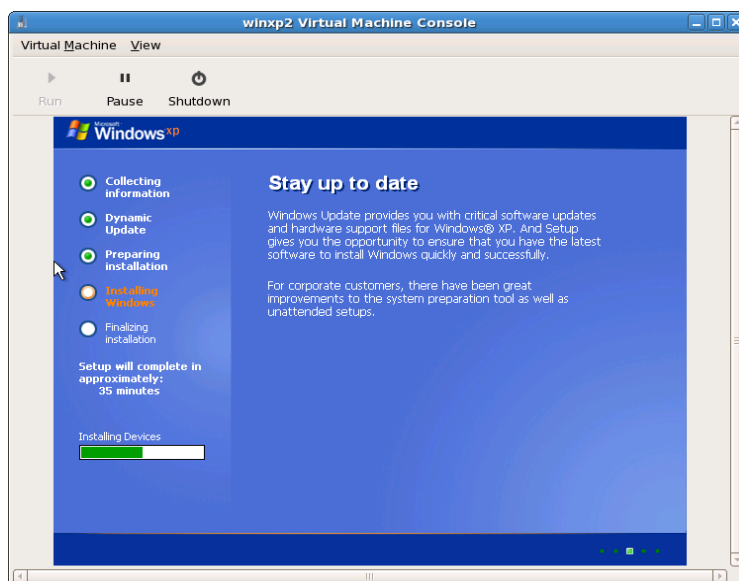 winxp2 Virtual Machine Console
Virtual Machine View
Run Pause Shutdown
Microsoft
Windows xp
Collecting
information
Dynamic
Update
Preparing
installation
Installing
Windows
Finalizing
installation
Setup will complete in
approximately:
35 minutes
Installing Devices
Stay up to date
Windows Update provides you with critical software updates
and hardware support files for Windows® XP. And Setup
gives you the opportunity to ensure that you have the latest
software to install Windows quickly and successfully.
For corporate customers, there have been great
improvements to the system preparation tool as well as
unattended setups.